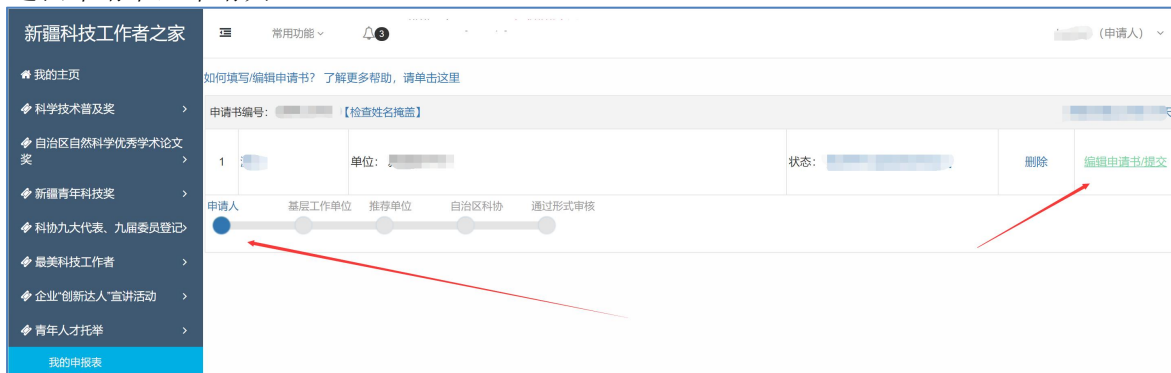 新疆科技工作者之家
常用功能
3
(申请人)
我的主页
如何填写/编辑申请书? 了解更多帮助, 请单击这里
科学技术普及奖
申请书编号:
【检查姓名掩盖】
自治区自然科学优秀学术论文
奖
1
单位:
状态:
删除
编辑申请书/提交
新疆青年科技奖
申请人
基层工作单位
推荐单位
自治区科协
通过形式审核
科协九大代表、九届委员登记
最美科技工作者
企业“创新达人”宣讲活动
青年人才托举
我的申报表